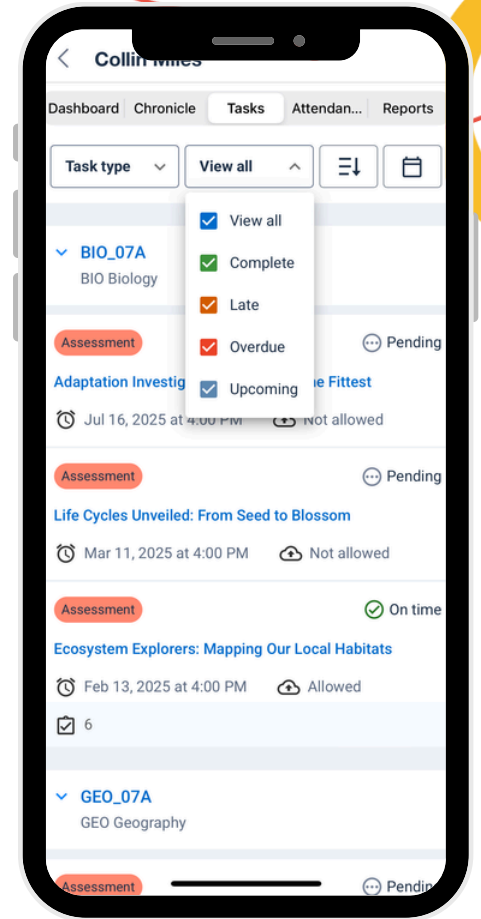 Collin Miles
Dashboard Chronicle Tasks Attendan... Reports
Task type View all
View all
Complete
Late
Overdue
Upcoming
BIO_07A
BIO Biology
Assessment Pending
Adaptation Investig e Fittest
Jul 16, 2025 at 4:00 PM Not allowed
Assessment Pending
Life Cycles Unveiled: From Seed to Blossom
Mar 11, 2025 at 4:00 PM Not allowed
Assessment On time
Ecosystem Explorers: Mapping Our Local Habitats
Feb 13, 2025 at 4:00 PM Allowed
6
GEO_07A
GEO Geography
Assessment Pending